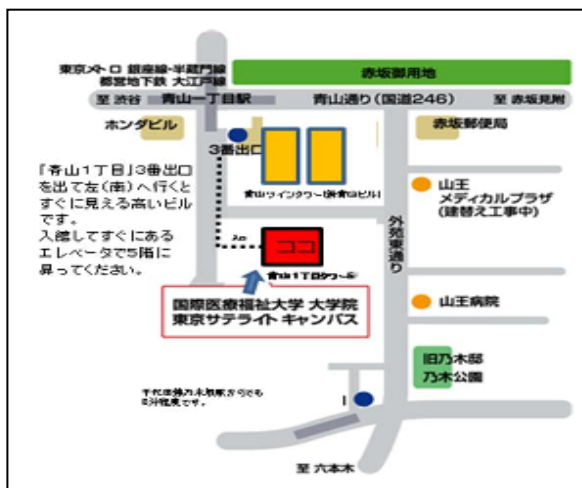 東京メトロ 銀座線・半蔵門線
都営地下鉄 大江戸線
赤坂御用地
至 渋谷
青山一丁目駅
青山通り(国道246)
至 赤坂見附
ホンダビル
3番出口
赤坂郵便局
「青山1丁目」3番出口
を出て左(南)へ行くと
すぐに見える高いビル
です。
入館してすぐにある
エレベータで5階に
昇ってください。
山王
メディカルプラザ
(建替え工事中)
外苑東通り
入口
ココ
青山1丁目タワー5F
国際医療福祉大学 大学院
東京サテライト キャンパス
山王病院
旧乃木邸
乃木公園
至 六本木